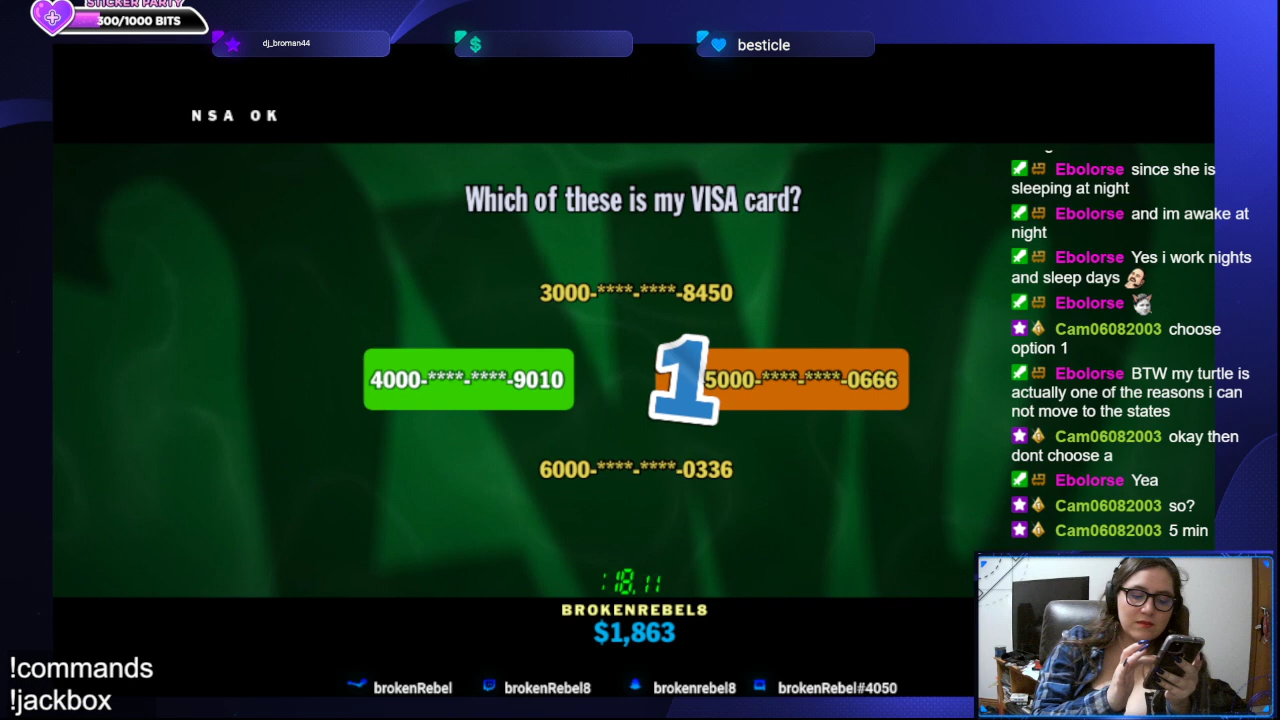 STICKER PARTY
300/1000 BITS
dj_broman44
$
besticle
NSA OK
Which of these is my VISA card?
3000-****-****-8450
4000-****-****-9010
1
5000-****-****-0666
6000-****-****-0336
:18.11
BROKENREBEL8
$1,863
!commands
!jackbox
brokenRebel
brokenRebel8
brokenrebel8
brokenRebel#4050
Ebolorse since she is
sleeping at night
Ebolorse and im awake at
night
Ebolorse Yes i work nights
and sleep days
Ebolorse
Cam06082003 choose
option 1
Ebolorse BTW my turtle is
actually one of the reasons i can
not move to the states
Cam06082003 okay then
dont choose a
Ebolorse Yea
Cam06082003 so?
Cam06082003 5 min